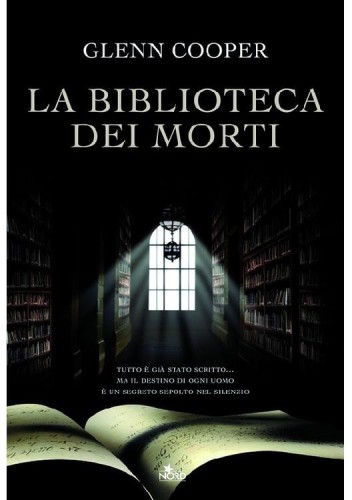 GLENN COOPER
LA BIBLIOTECA
DEI MORTI
TUTTO È GIÀ STATO SCRITTO...
MA IL DESTINO DI OGNI UOMO
È UN SEGRETO SEPOLTO NEL SILENZIO
NORD